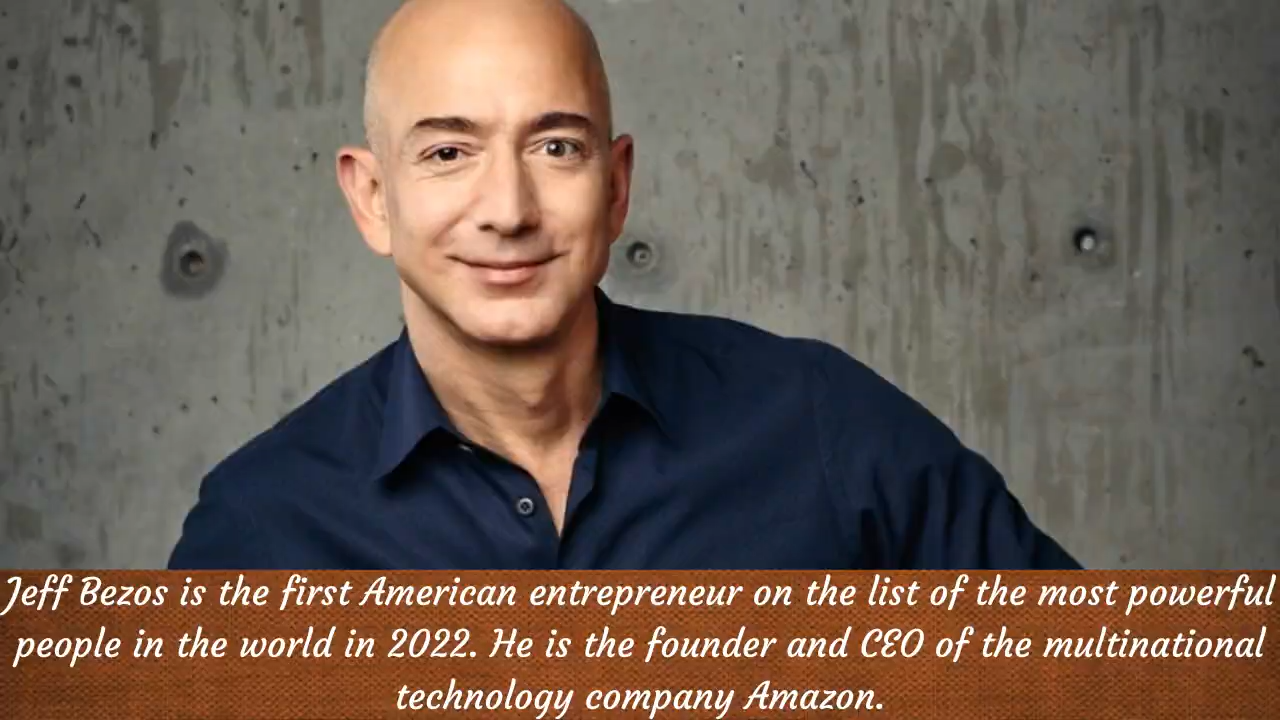 Jeff Bezos is the first American entrepreneur on the list of the most powerful
people in the world in 2022. He is the founder and CEO of the multinational
technology company Amazon.